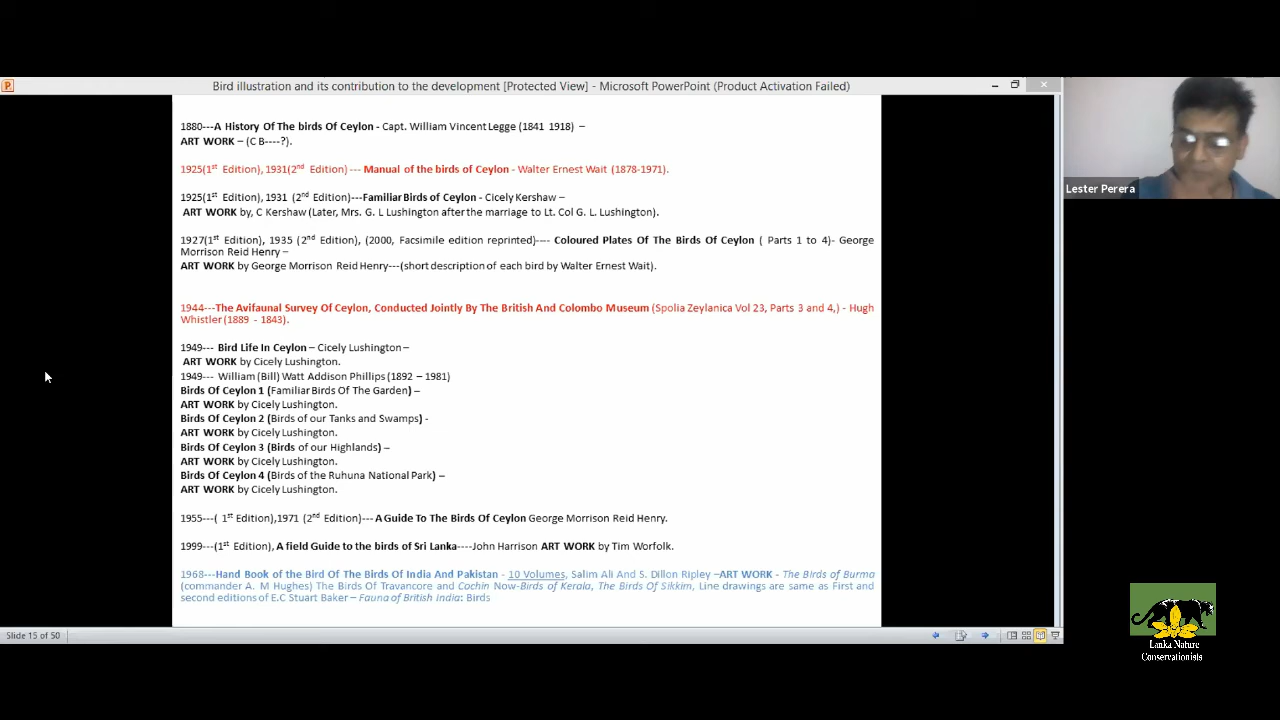 Bird illustration and its contribution to the development [Protected View] - Microsoft PowerPoint (Product Activation Failed)
1880---A History Of The birds Of Ceylon - Capt. William Vincent Legge (1841 1918) –
ART WORK – (C B----?).
1925(1st Edition), 1931(2nd Edition) --- Manual of the birds of Ceylon - Walter Ernest Wait (1878-1971).
1925(1st Edition), 1931 (2nd Edition)---Familiar Birds of Ceylon - Cicely Kershaw –
ART WORK by, C Kershaw (Later, Mrs. G. L Lushington after the marriage to Lt. Col G. L. Lushington).
1927(1st Edition), 1935 (2nd Edition), (2000, Facsimile edition reprinted)---- Coloured Plates Of The Birds Of Ceylon ( Parts 1 to 4)- George
Morrison Reid Henry –
ART WORK by George Morrison Reid Henry---(short description of each bird by Walter Ernest Wait).
1944---The Avifaunal Survey Of Ceylon, Conducted Jointly By The British And Colombo Museum (Spolia Zeylanica Vol 23, Parts 3 and 4,) - Hugh
Whistler (1889 - 1843).
1949--- Bird Life In Ceylon – Cicely Lushington –
ART WORK by Cicely Lushington.
1949--- William (Bill) Watt Addison Phillips (1892 – 1981)
Birds Of Ceylon 1 (Familiar Birds Of The Garden) –
ART WORK by Cicely Lushington.
Birds Of Ceylon 2 (Birds of our Tanks and Swamps) -
ART WORK by Cicely Lushington.
Birds Of Ceylon 3 (Birds of our Highlands) –
ART WORK by Cicely Lushington.
Birds Of Ceylon 4 (Birds of the Ruhuna National Park) –
ART WORK by Cicely Lushington.
1955---( 1st Edition),1971 (2nd Edition)--- A Guide To The Birds Of Ceylon George Morrison Reid Henry.
1999---(1st Edition), A field Guide to the birds of Sri Lanka----John Harrison ART WORK by Tim Worfolk.
1968---Hand Book of the Bird Of The Birds Of India And Pakistan - 10 Volumes, Salim Ali And S. Dillon Ripley –ART WORK - The Birds of Burma
(commander A. M Hughes) The Birds Of Travancore and Cochin Now-Birds of Kerala, The Birds Of Sikkim, Line drawings are same as First and
second editions of E.C Stuart Baker – Fauna of British India: Birds
Slide 15 of 50
Lester Perera
Lanka Nature
Conservationists